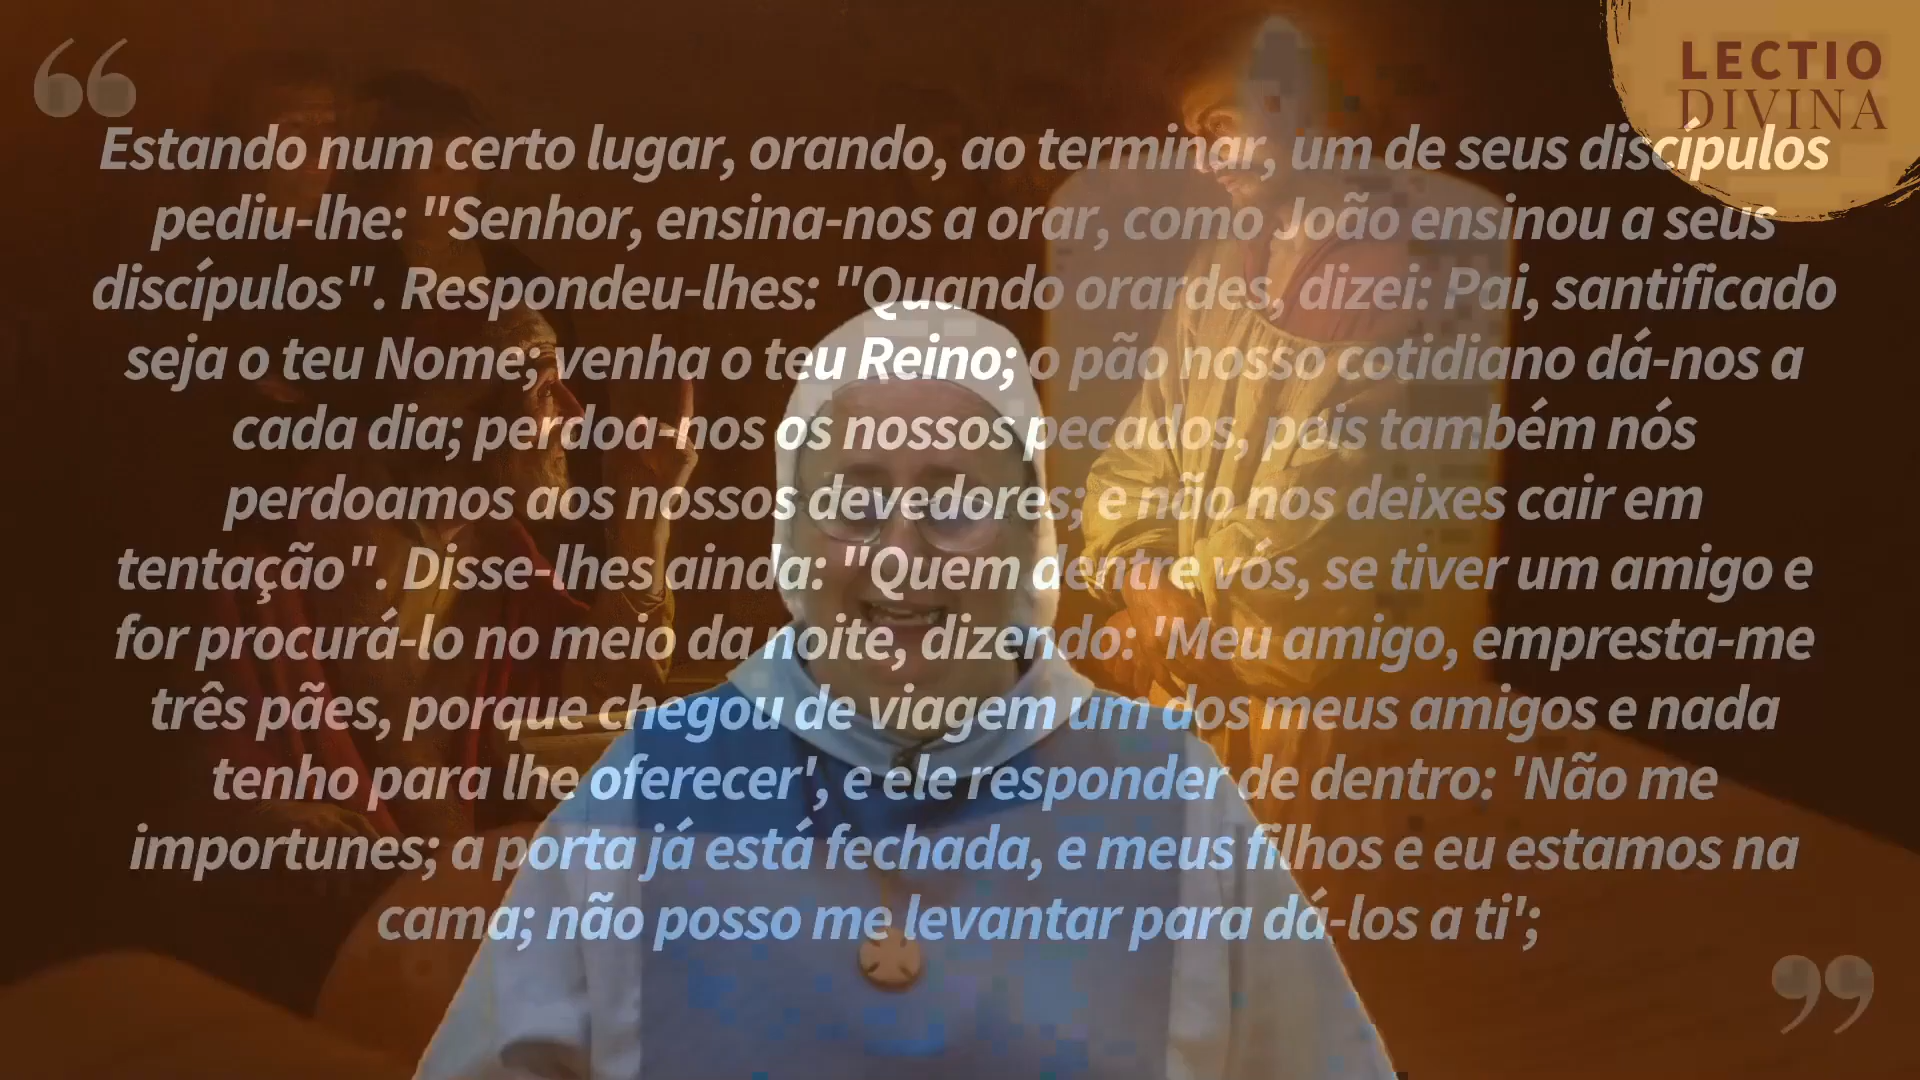 LECTIO
DIVINA
Estando num certo lugar, orando, ao terminar, um de seus discípulos
pediu-lhe: "Senhor, ensina-nos a orar, como João ensinou a seus
discípulos". Respondeu-lhes: "Quando orardes, dizei: Pai, santificado
seja o teu Nome; venha o teu Reino; o pão nosso cotidiano dá-nos a
cada dia; perdoa-nos os nossos pecados, pois também nós
perdoamos aos nossos devedores; e não nos deixes cair em
tentação". Disse-lhes ainda: "Quem dentre vós, se tiver um amigo e
for procurá-lo no meio da noite, dizendo: 'Meu amigo, empresta-me
três pães, porque chegou de viagem um dos meus amigos e nada
tenho para lhe oferecer', e ele responder de dentro: 'Não me
importunes; a porta já está fechada, e meus filhos e eu estamos na
cama; não posso me levantar para dá-los a ti';